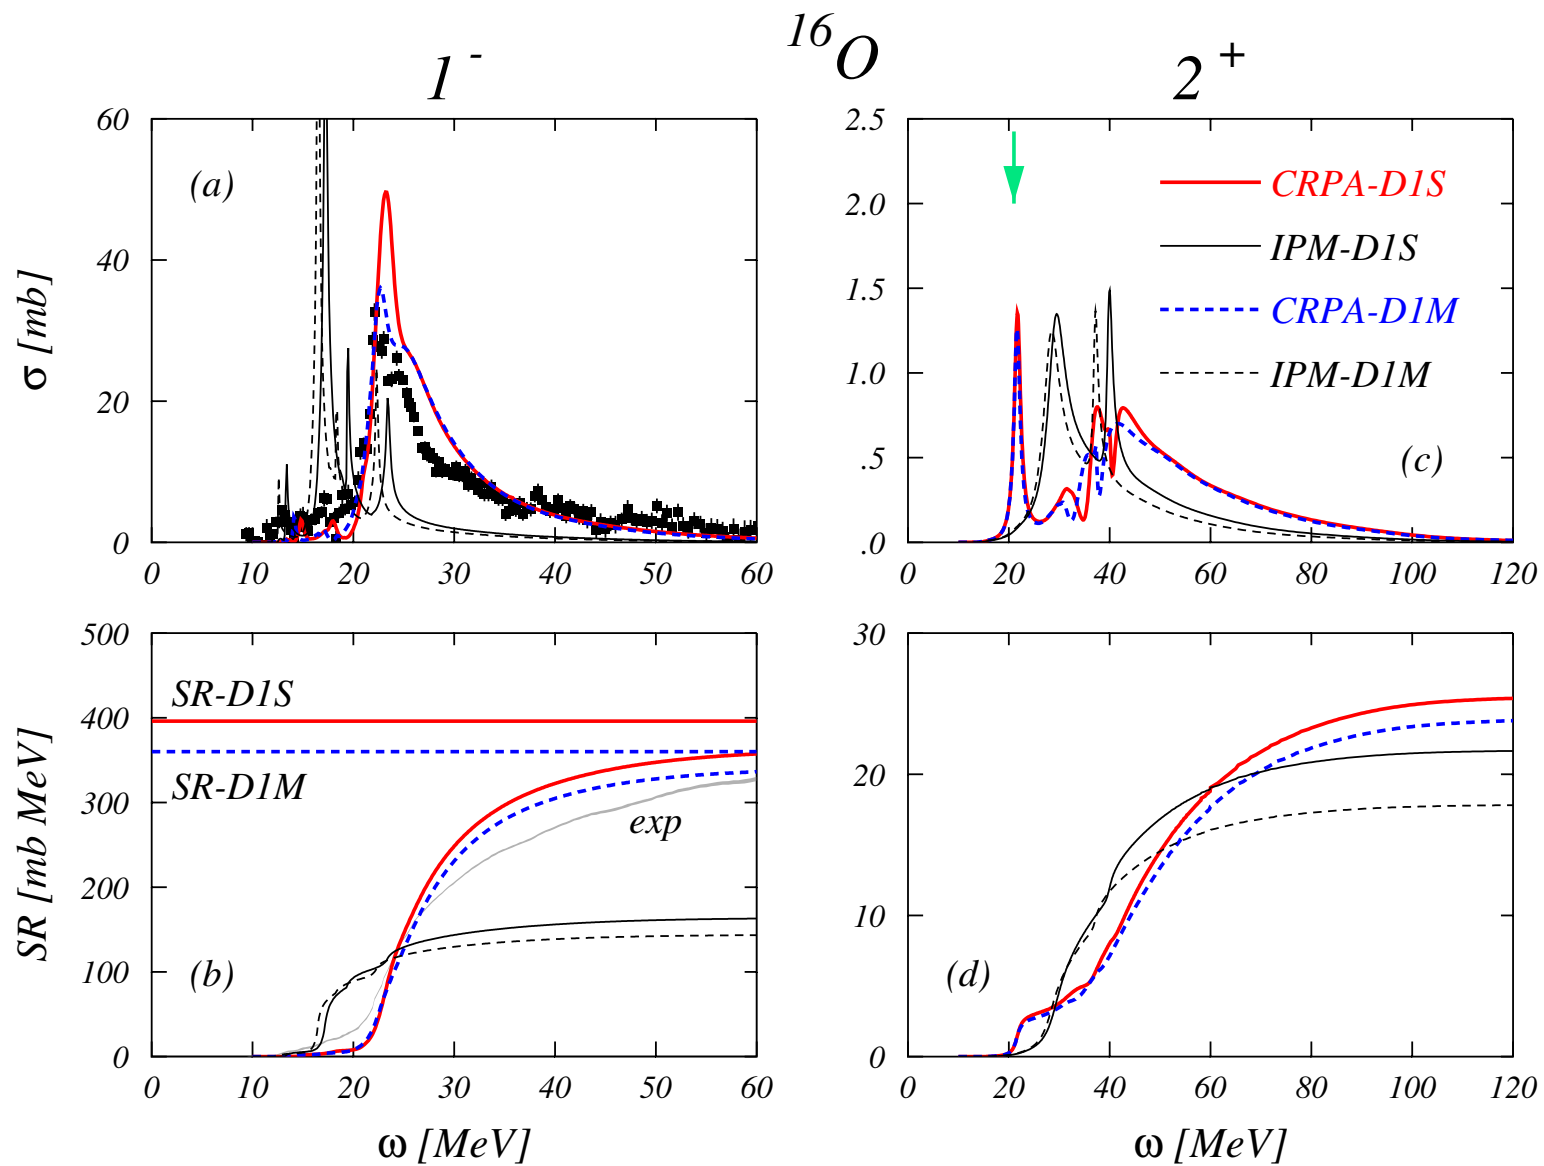 ¹⁶O
1⁻
2⁺
σ [mb]
60
40
20
0
(a)
0 10 20 30 40 50 60
2.5
2.0
1.5
1.0
.5
.0
CRPA-D1S
IPM-D1S
CRPA-D1M
IPM-D1M
(c)
0 20 40 60 80 100 120
SR [mb MeV]
500
400
300
200
100
0
SR-D1S
SR-D1M
exp
(b)
0 10 20 30 40 50 60
ω [MeV]
30
20
10
0
(d)
0 20 40 60 80 100 120
ω [MeV]